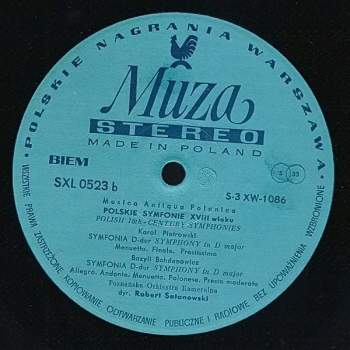 POLSKIE NAGRANIA WARSZAWA
Muza
STEREO
MADE IN POLAND
BIEM
SXL 0523 b
S-3 XW-1086
33
Musica Antiqua Polonica
POLSKIE SYMFONIE XVIII wieku
POLISH 18th-CENTURY SYMPHONIES
Karol Pietrowski
SYMFONIA D-dur SYMPHONY in D major
Menuetto. Finale. Prestissimo
Bazyli Bohdanowicz
SYMFONIA D-dur SYMPHONY in D major
Allegro. Andante. Menuetto. Polonese. Presto moderato
Poznańska Orkiestra Kameralna
dyr. Robert Satanowski
WSZELKIE PRAWA ZASTRZEŻONE KOPIOWANIE ODTWARZANIE PUBLICZNE I RADIOWE BEZ UPOWAŻNIENIA WZBRONIONE